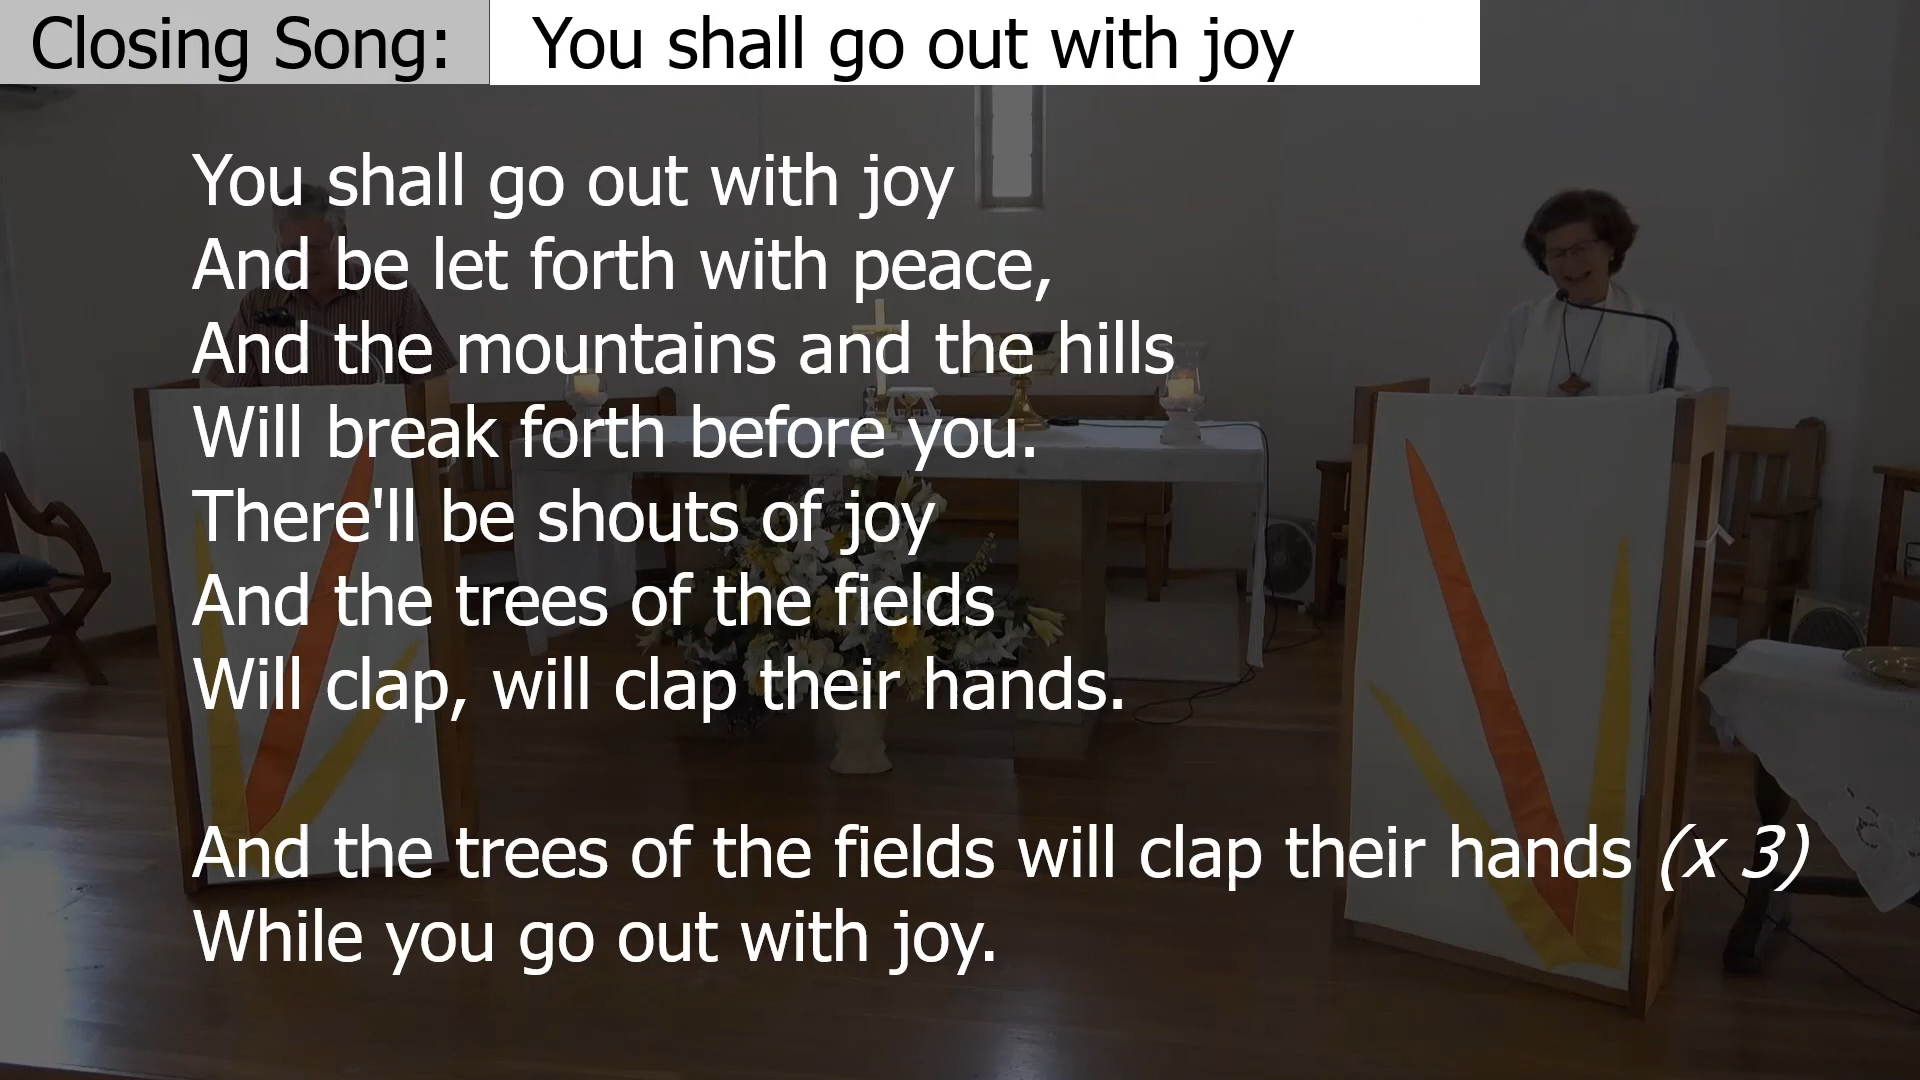 Closing Song: You shall go out with joy
You shall go out with joy
And be let forth with peace,
And the mountains and the hills
Will break forth before you.
There'll be shouts of joy
And the trees of the fields
Will clap, will clap their hands.
And the trees of the fields will clap their hands (x 3)
While you go out with joy.